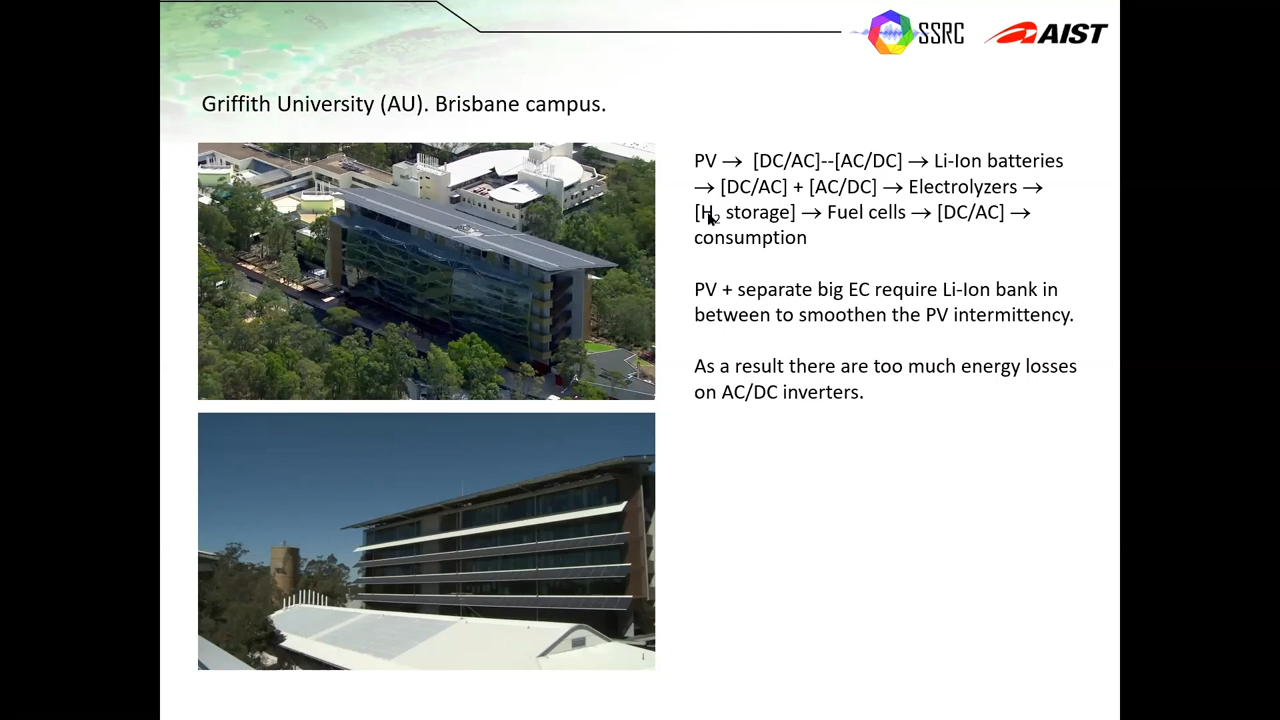 SSRC
AIST
Griffith University (AU). Brisbane campus.
PV → [DC/AC]--[AC/DC] → Li-Ion batteries
→ [DC/AC] + [AC/DC] → Electrolyzers →
[H₂ storage] → Fuel cells → [DC/AC] →
consumption
PV + separate big EC require Li-Ion bank in
between to smoothen the PV intermittency.
As a result there are too much energy losses
on AC/DC inverters.